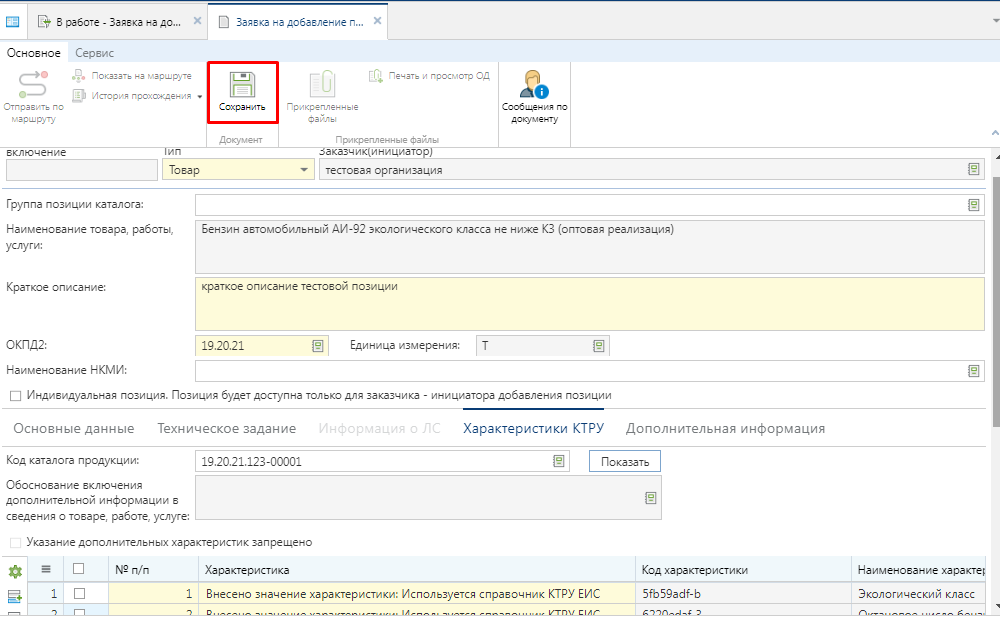 В работе - Заявка на до...
Заявка на добавление п...
Основное
Сервис
Отправить по
маршруту
Показать на маршруте
История прохождения
Сохранить
Документ
Прикрепленные
файлы
Печать и просмотр ОД
Прикрепленные файлы
Сообщения по
документу
включение
Тип
Заказчик(инициатор)
Товар
тестовая организация
Группа позиции каталога:
Наименование товара, работы,
услуги:
Бензин автомобильный АИ-92 экологического класса не ниже К3 (оптовая реализация)
Краткое описание:
краткое описание тестовой позиции
ОКПД2:
19.20.21
Единица измерения:
Т
Наименование НКМИ:
Индивидуальная позиция. Позиция будет доступна только для заказчика - инициатора добавления позиции
Основные данные
Техническое задание
Информация о ЛС
Характеристики КТРУ
Дополнительная информация
Код каталога продукции:
19.20.21.123-00001
Показать
Обоснование включения
дополнительной информации в
сведения о товаре, работе, услуге:
Указание дополнительных характеристик запрещено
№ п/п
Характеристика
Код характеристики
Наименование характер
1
1
Внесено значение характеристики: Используется справочник КТРУ ЕИС
5fb59adf-b
Экологический класс
2
2
Внесено значение характеристики: Используется справочник КТРУ ЕИС